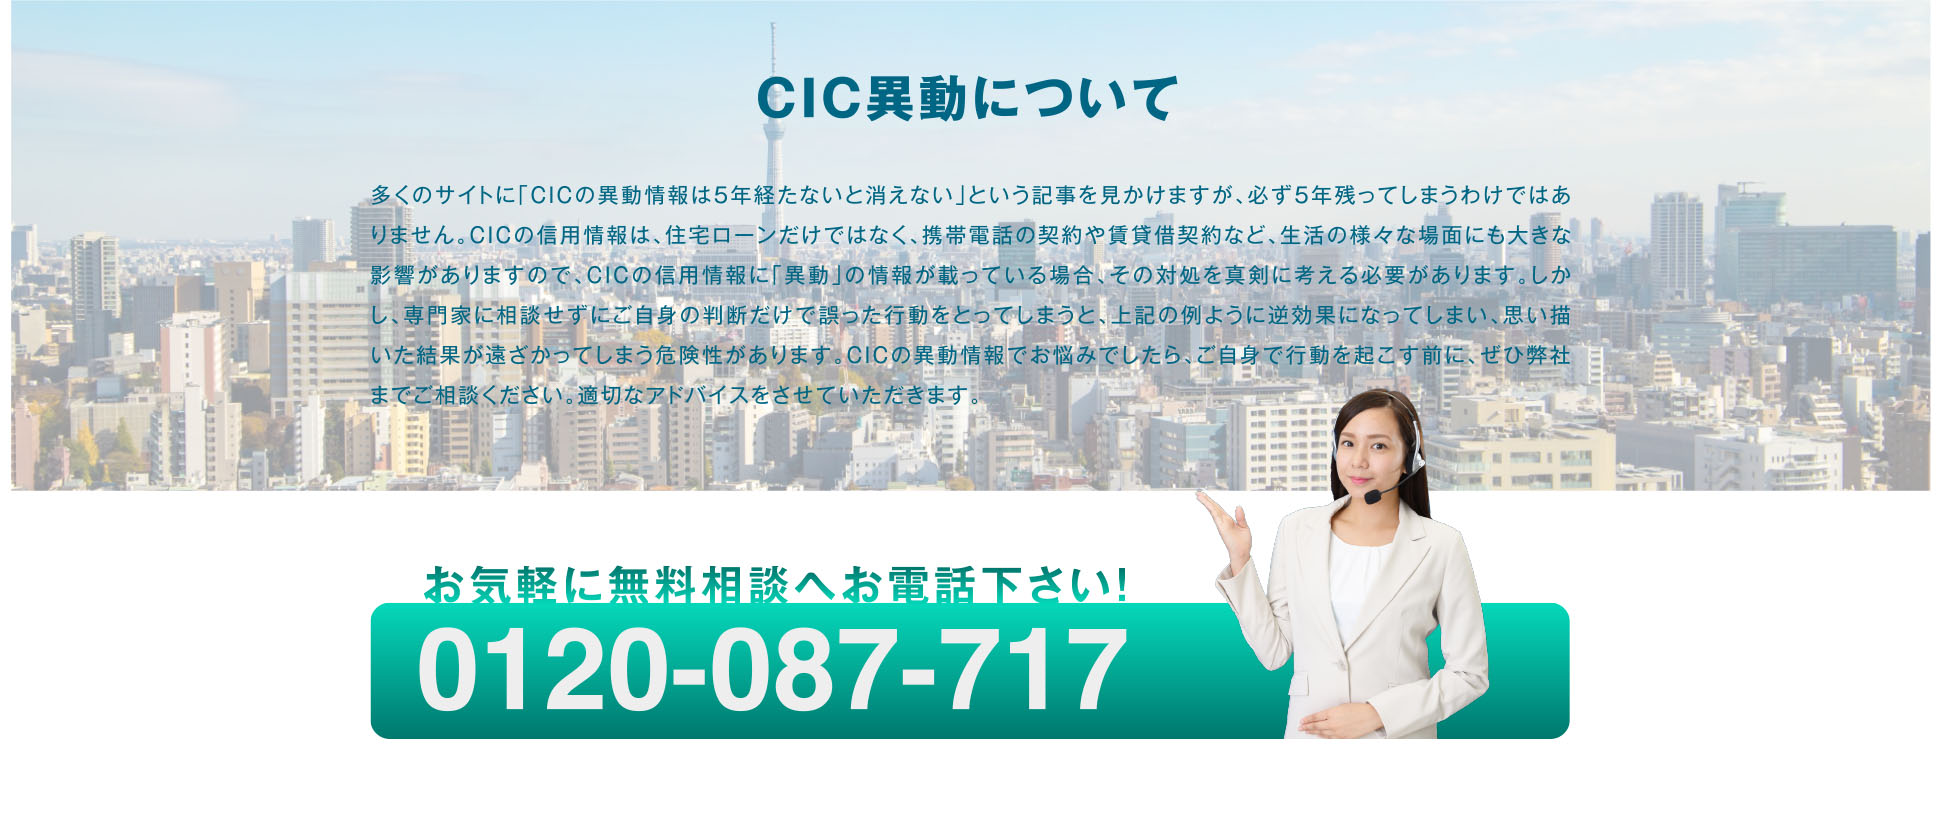 CIC異動について
多くのサイトに「CICの異動情報は5年経たないと消えない」という記事を見かけますが、必ず5年残ってしまうわけではあ
りません。CICの信用情報は、住宅ローンだけではなく、携帯電話の契約や賃貸借契約など、生活の様々な場面にも大きな
影響がありますので、CICの信用情報に「異動」の情報が載っている場合、その対処を真剣に考える必要があります。しか
し、専門家に相談せずにご自身の判断だけで誤った行動をとってしまうと、上記の例ように逆効果になってしまい、思い描
いた結果が遠ざかってしまう危険性があります。CICの異動情報でお悩みでしたら、ご自身で行動を起こす前に、ぜひ弊社
までご相談ください。適切なアドバイスをさせていただきます。
お気軽に無料相談へお電話下さい!
0120-087-717